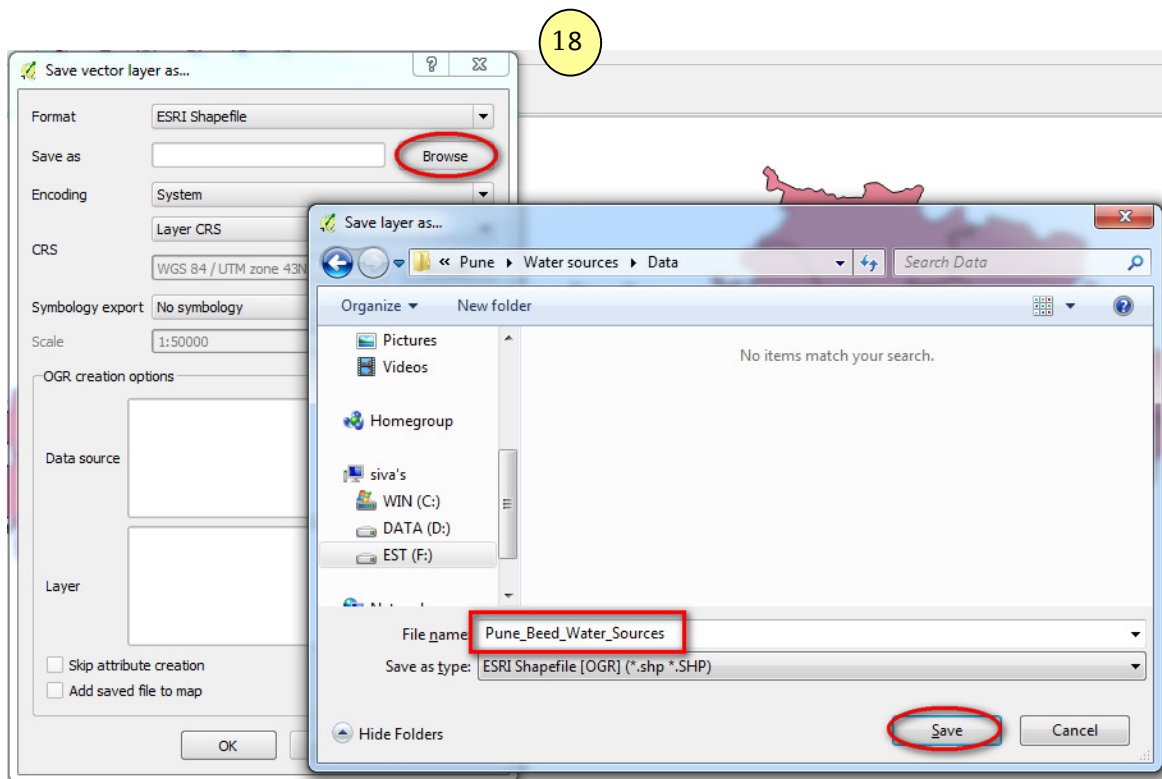 18
Save vector layer as...
Format ESRI Shapefile
Save as Browse
Encoding System
CRS Layer CRS
WGS 84 / UTM zone 43N
Symbology export No symbology
Scale 1:50000
OGR creation options
Data source
Layer
Skip attribute creation
Add saved file to map
OK
Save layer as...
« Pune Water sources Data
Search Data
Organize New folder
Pictures
Videos
Homegroup
siva's
WIN (C:)
DATA (D:)
EST (F:)
No items match your search.
File name: Pune_Beed_Water_Sources
Save as type: ESRI Shapefile [OGR] (*.shp *.SHP)
Hide Folders
Save
Cancel